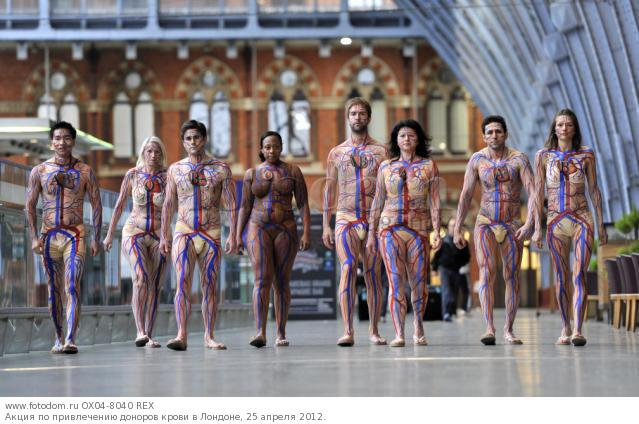 www.fotodom.ru OX04-8040 REX
Акция по привлечению доноров крови в Лондоне, 25 апреля 2012.